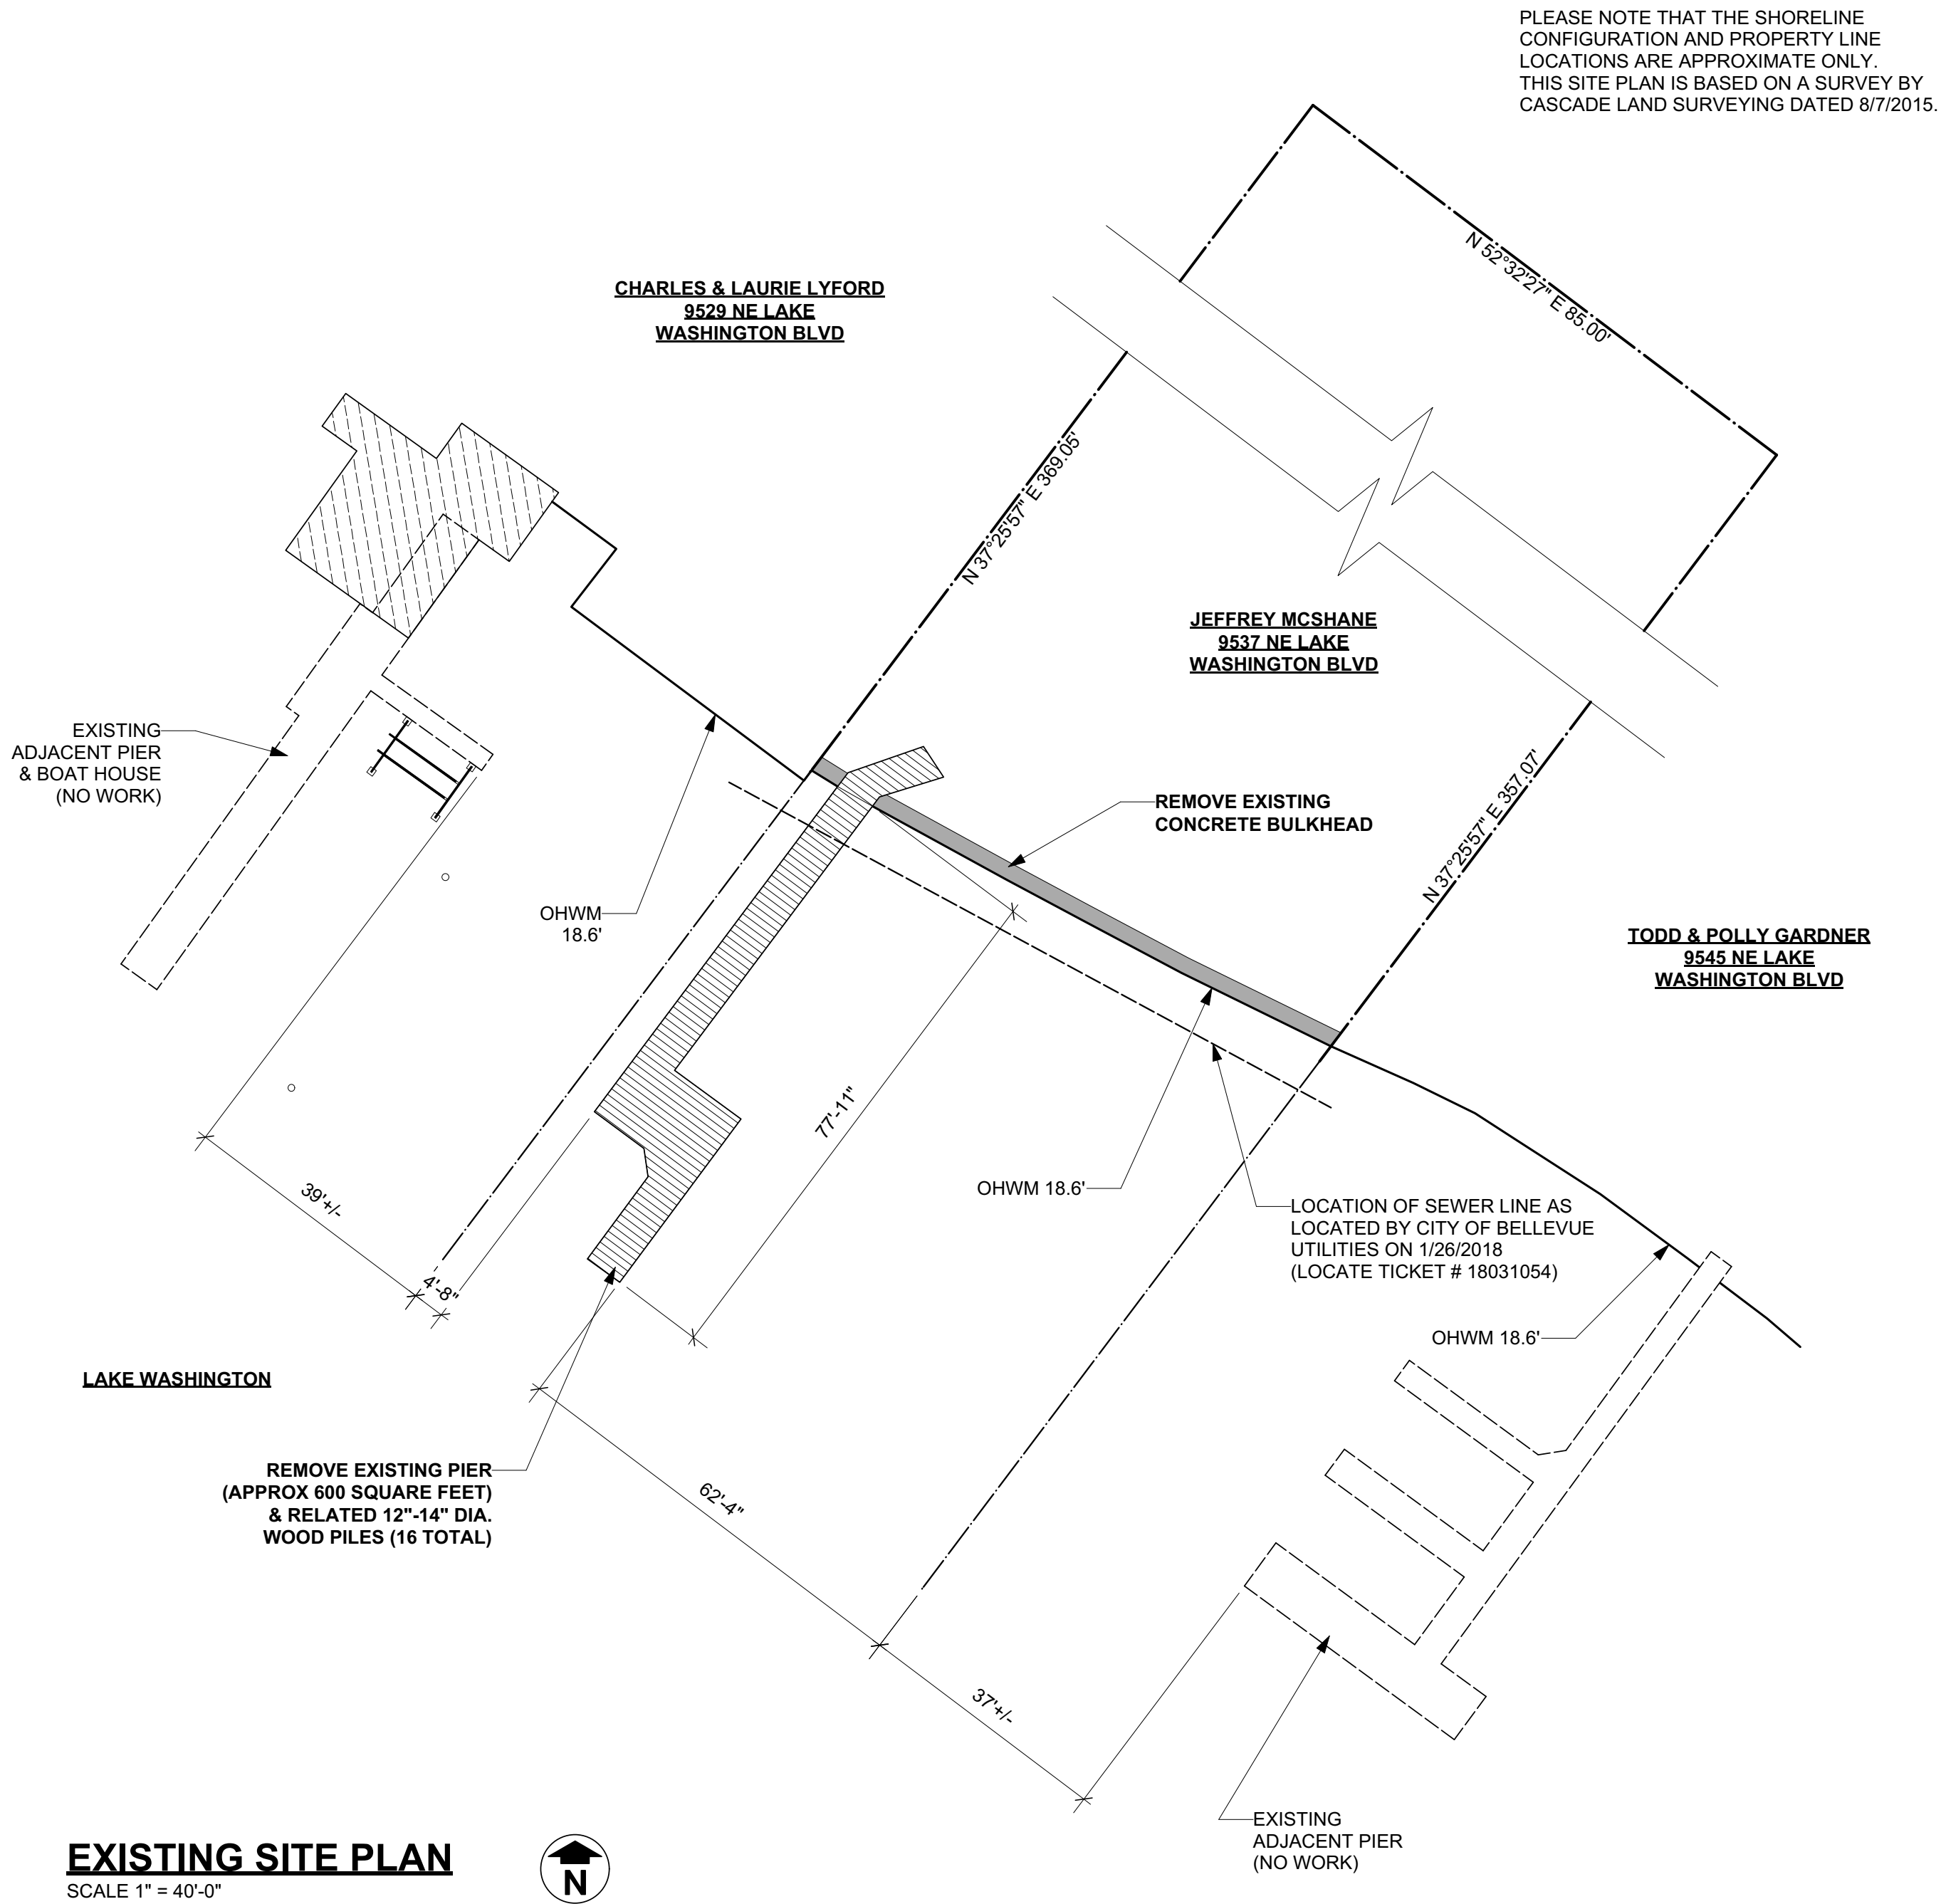 PLEASE NOTE THAT THE SHORELINE
CONFIGURATION AND PROPERTY LINE
LOCATIONS ARE APPROXIMATE ONLY.
THIS SITE PLAN IS BASED ON A SURVEY BY
CASCADE LAND SURVEYING DATED 8/7/2015.
N 52°32'27" E 85.00'
CHARLES & LAURIE LYFORD
9529 NE LAKE
WASHINGTON BLVD
N 37°25'57" E 369.05'
JEFFREY MCSHANE
9537 NE LAKE
WASHINGTON BLVD
EXISTING
ADJACENT PIER
& BOAT HOUSE
(NO WORK)
REMOVE EXISTING
CONCRETE BULKHEAD
N 37°25'57" E 357.07'
OHWM
18.6'
TODD & POLLY GARDNER
9545 NE LAKE
WASHINGTON BLVD
77'-11"
OHWM 18.6'
39'+/-
4'-8"
LOCATION OF SEWER LINE AS
LOCATED BY CITY OF BELLEVUE
UTILITIES ON 1/26/2018
(LOCATE TICKET # 18031054)
OHWM 18.6'
LAKE WASHINGTON
REMOVE EXISTING PIER
(APPROX 600 SQUARE FEET)
& RELATED 12"-14" DIA.
WOOD PILES (16 TOTAL)
62'-4"
37'+/-
EXISTING
ADJACENT PIER
(NO WORK)
EXISTING SITE PLAN
SCALE 1" = 40'-0"
N